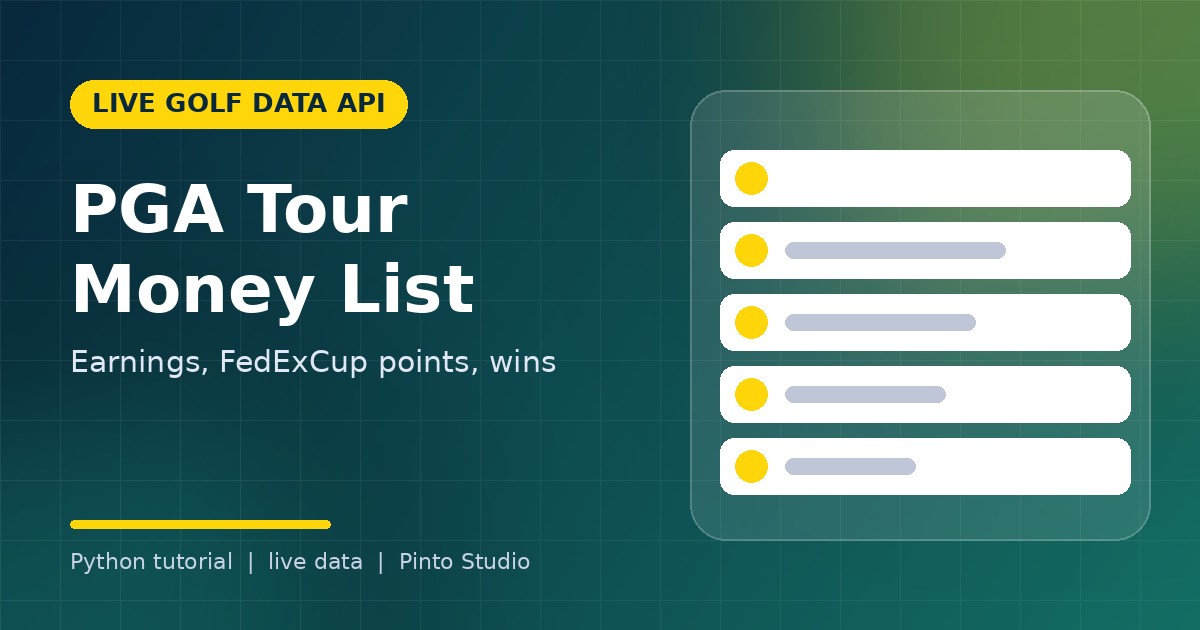 LIVE GOLF DATA API
PGA Tour
Money List
Earnings, FedExCup points, wins
Python tutorial | live data | Pinto Studio